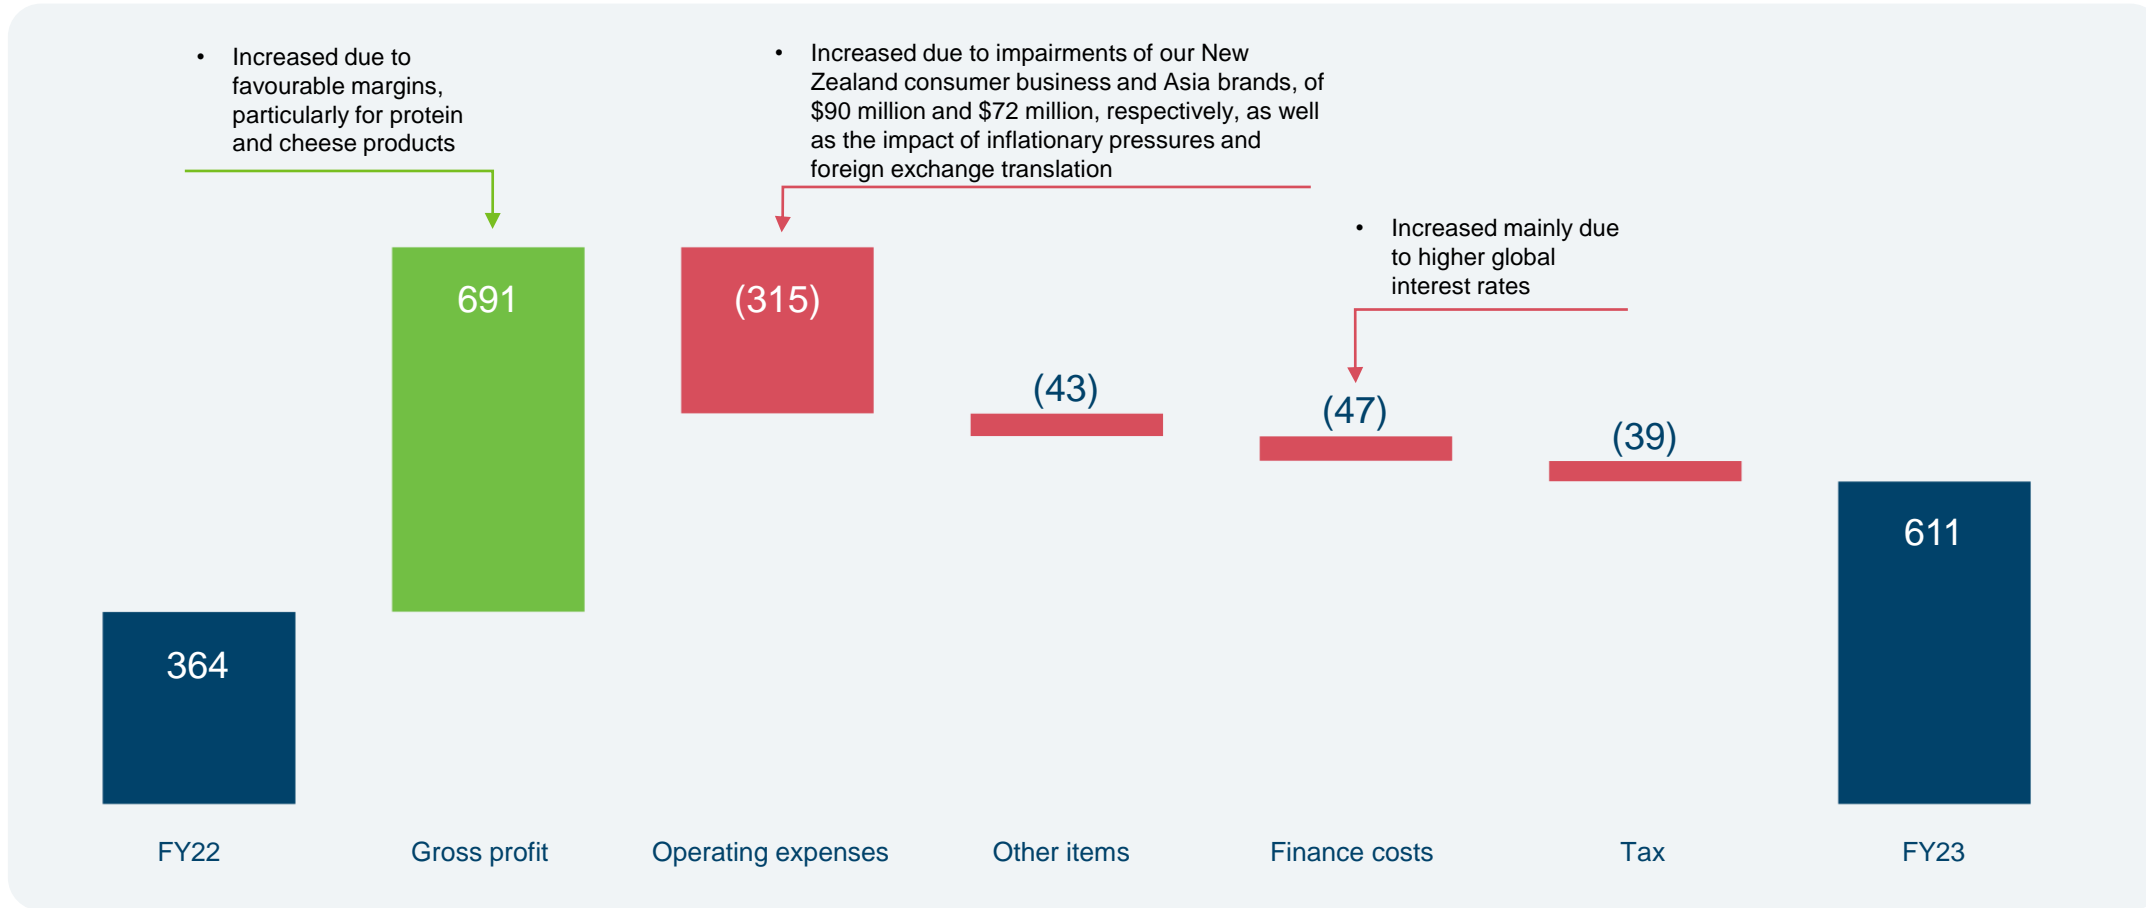 • Increased due to
favourable margins,
particularly for protein
and cheese products
• Increased due to impairments of our New
Zealand consumer business and Asia brands, of
$90 million and $72 million, respectively, as well
as the impact of inflationary pressures and
foreign exchange translation
• Increased mainly due
to higher global
interest rates
364
691
(315)
(43)
(47)
(39)
611
FY22
Gross profit
Operating expenses
Other items
Finance costs
Tax
FY23